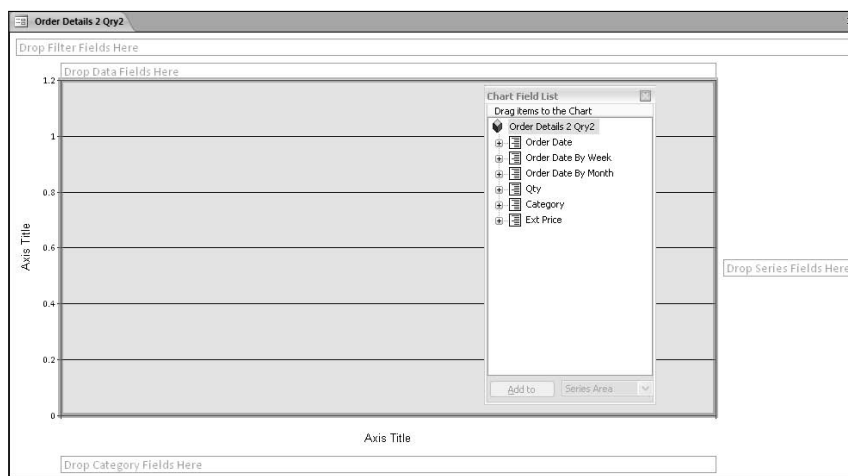 Order Details 2 Qry2
Drop Filter Fields Here
Drop Data Fields Here
1.2
1
0.8
0.6
0.4
0.2
0
Axis Title
Chart Field List
Drag items to the Chart
Order Details 2 Qry2
Order Date
Order Date By Week
Order Date By Month
Qty
Category
Ext Price
Add to
Series Area
Drop Series Fields Here
Axis Title
Drop Category Fields Here